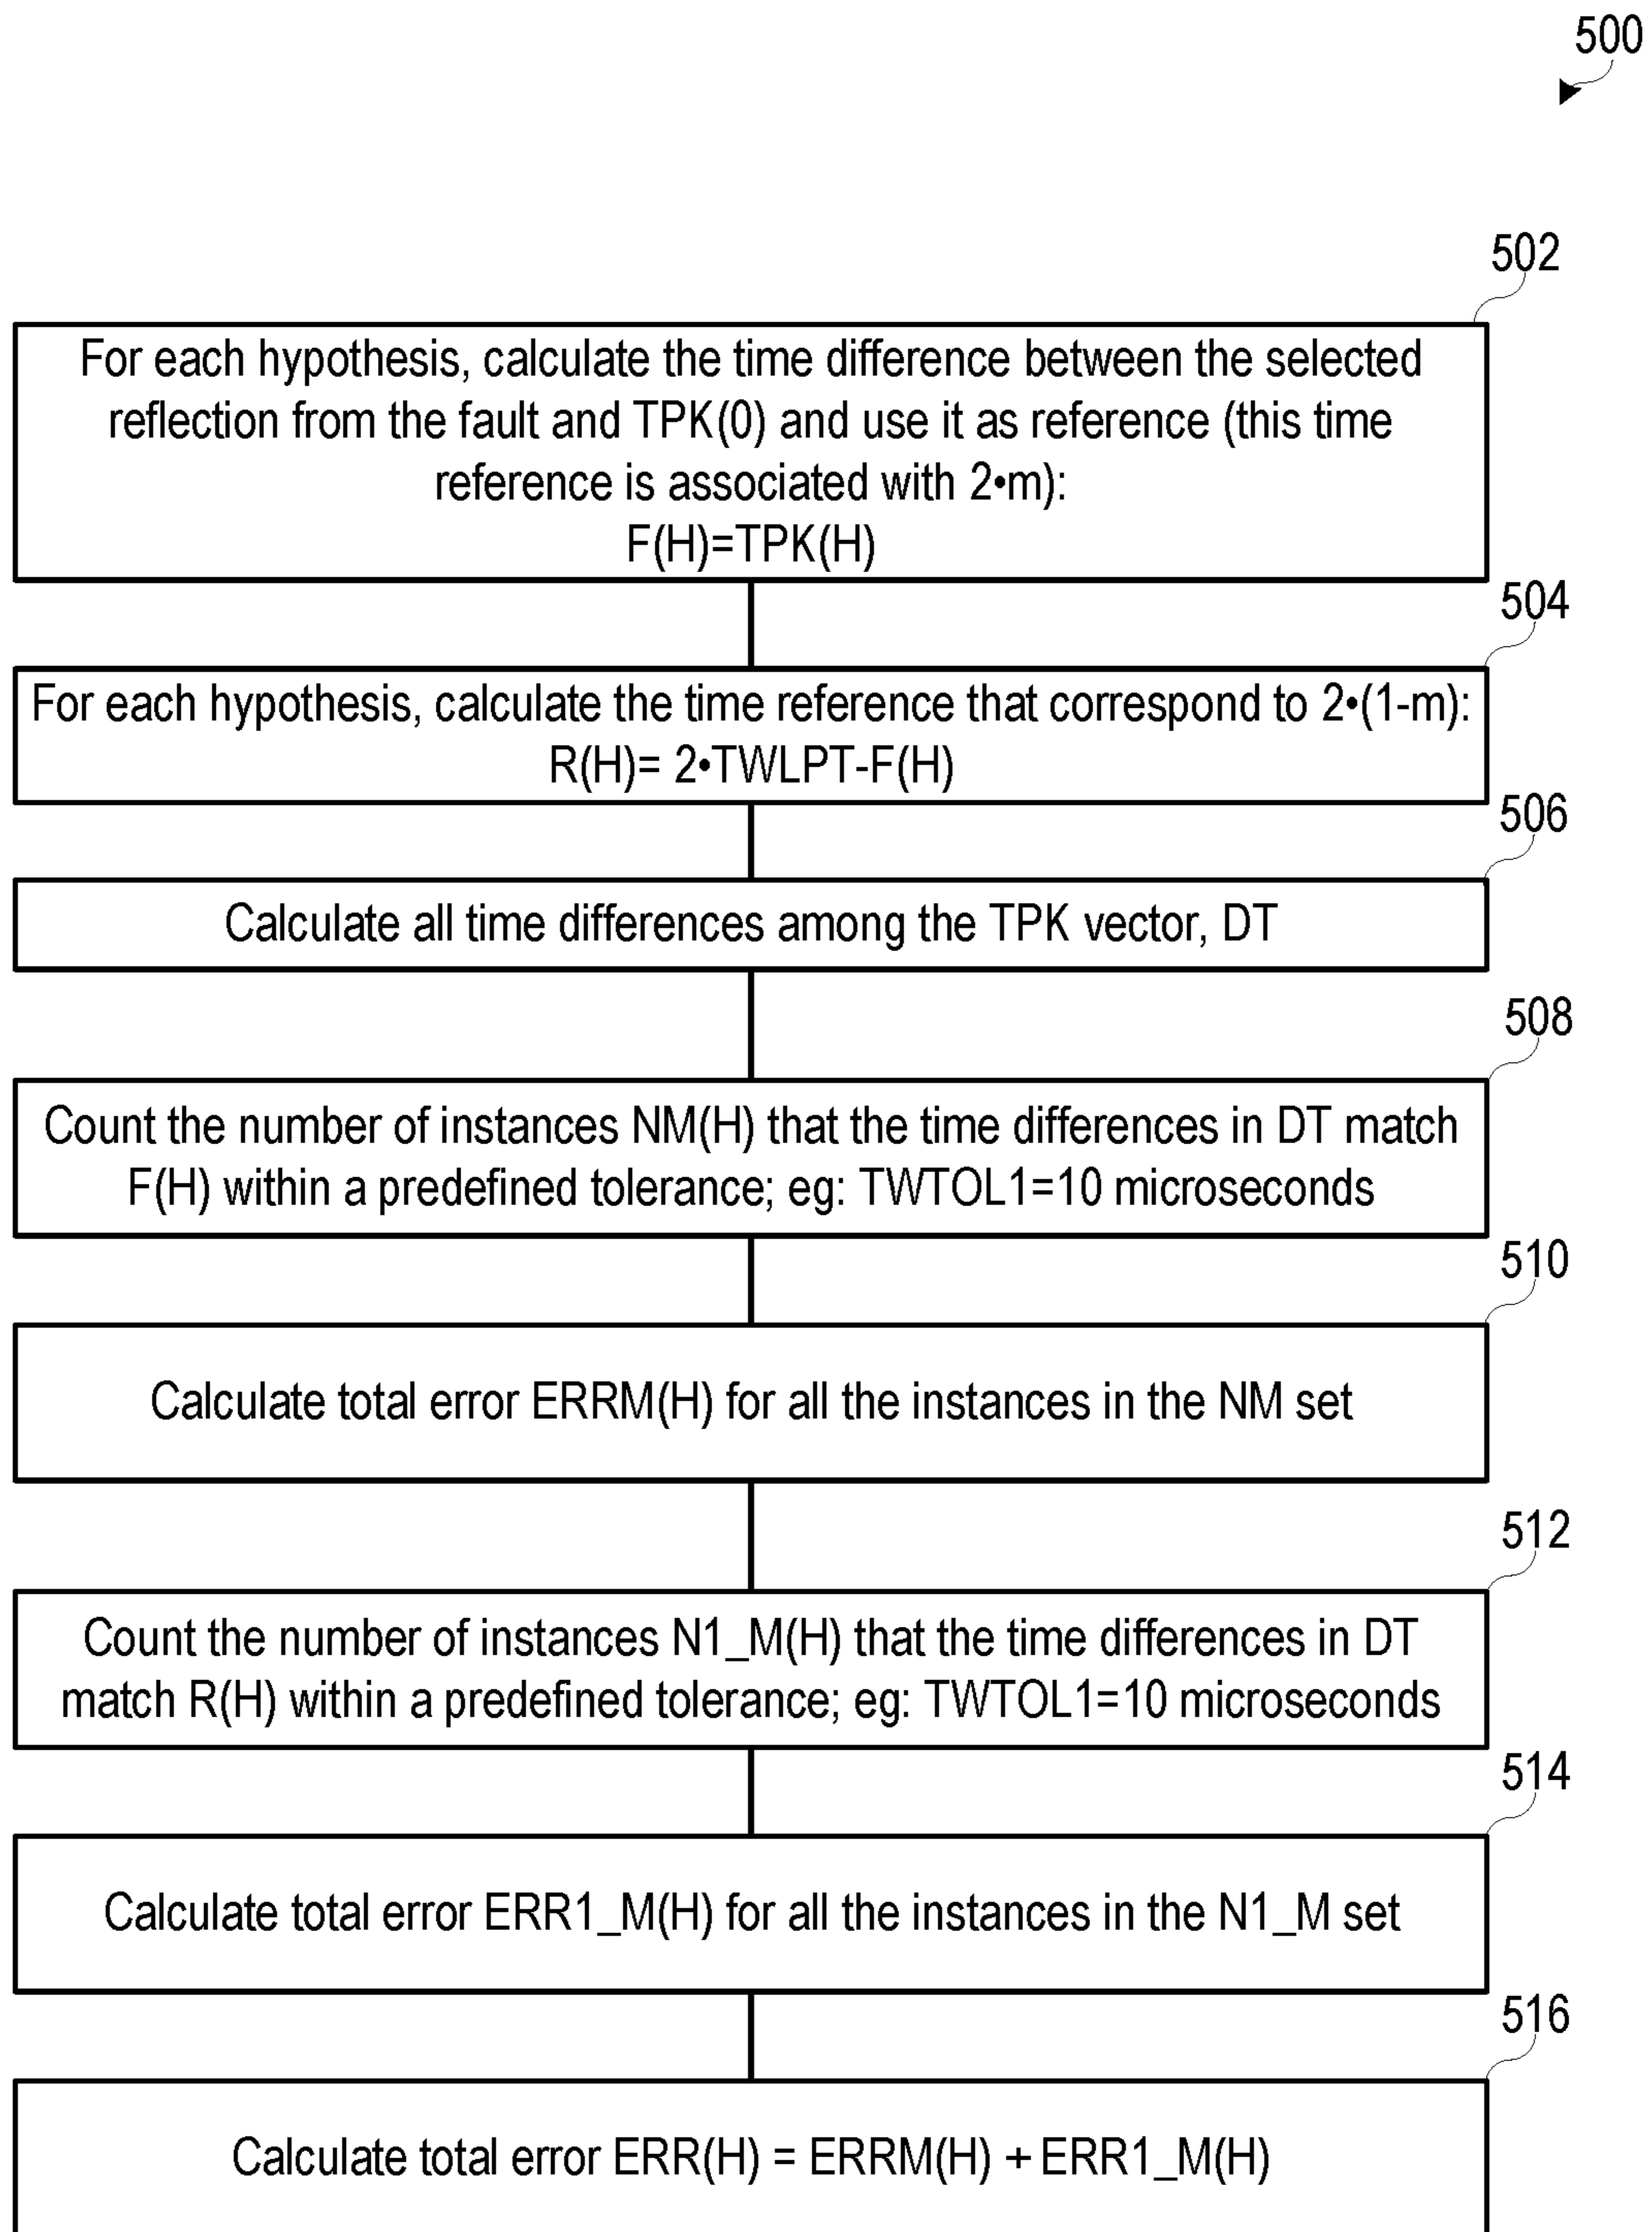 500
502
For each hypothesis, calculate the time difference between the selected
reflection from the fault and TPK(0) and use it as reference (this time
reference is associated with 2•m):
F(H)=TPK(H)
504
For each hypothesis, calculate the time reference that correspond to 2•(1-m):
R(H)= 2•TWLPT-F(H)
506
Calculate all time differences among the TPK vector, DT
508
Count the number of instances NM(H) that the time differences in DT match
F(H) within a predefined tolerance; eg: TWTOL1=10 microseconds
510
Calculate total error ERRM(H) for all the instances in the NM set
512
Count the number of instances N1_M(H) that the time differences in DT
match R(H) within a predefined tolerance; eg: TWTOL1=10 microseconds
514
Calculate total error ERR1_M(H) for all the instances in the N1_M set
516
Calculate total error ERR(H) = ERRM(H) + ERR1_M(H)